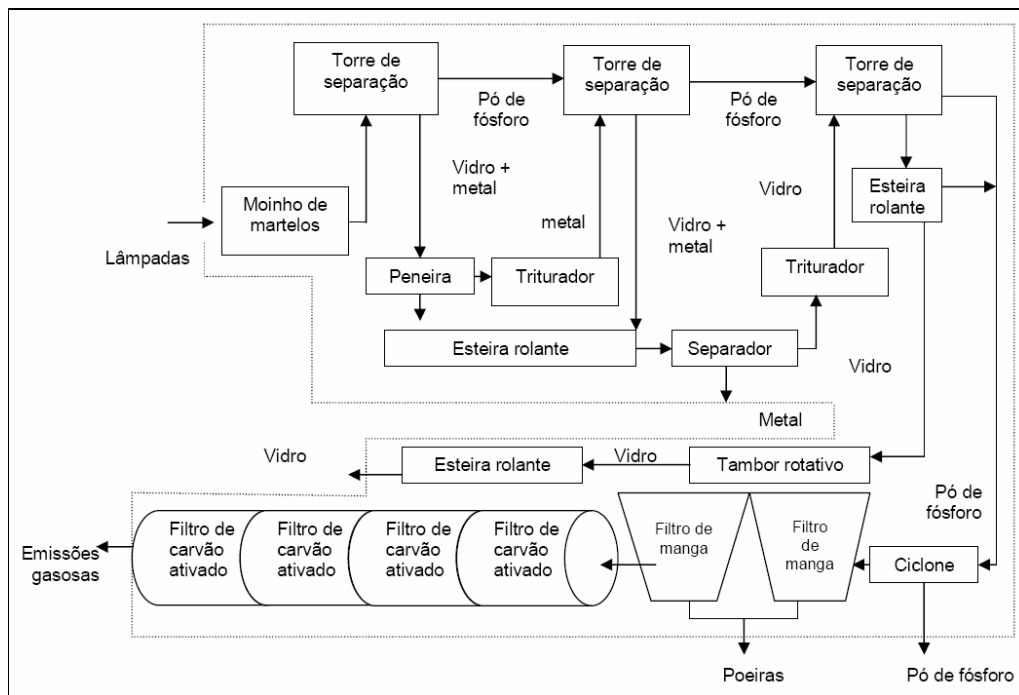 Torre de
separação
Torre de
separação
Torre de
separação
Pó de
fósforo
Pó de
fósforo
Vidro +
metal
Moinho de
martelos
metal
Vidro +
metal
Vidro
Esteira
rolante
Lâmpadas
Peneira
Triturador
Triturador
Esteira rolante
Separador
Vidro
Metal
Vidro
Esteira rolante
Vidro
Tambor rotativo
Pó de
fósforo
Emissões
gasosas
Filtro de
carvão
ativado
Filtro de
carvão
ativado
Filtro de
carvão
ativado
Filtro de
carvão
ativado
Filtro de
manga
Filtro
de
manga
Ciclone
Poeiras
Pó de fósforo